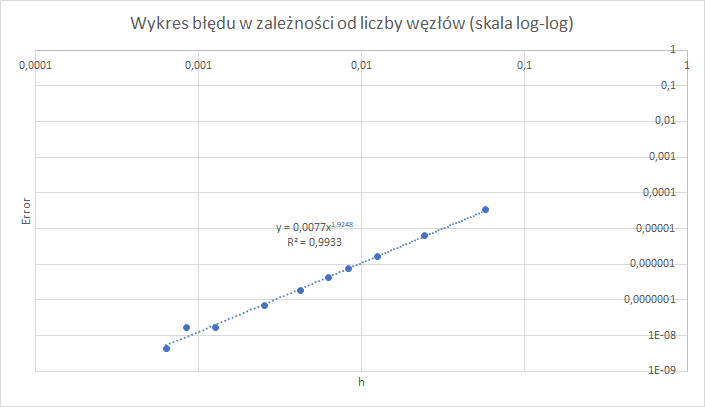 Wykres błędu w zależności od liczby węzłów (skala log-log)
1
0,0001 0,001 0,01 0,1 1
0,1
0,01
0,001
0,0001
0,00001
0,000001
0,0000001
1E-08
1E-09
Error
y = 0,0077x^1,9248
R² = 0,9933
h